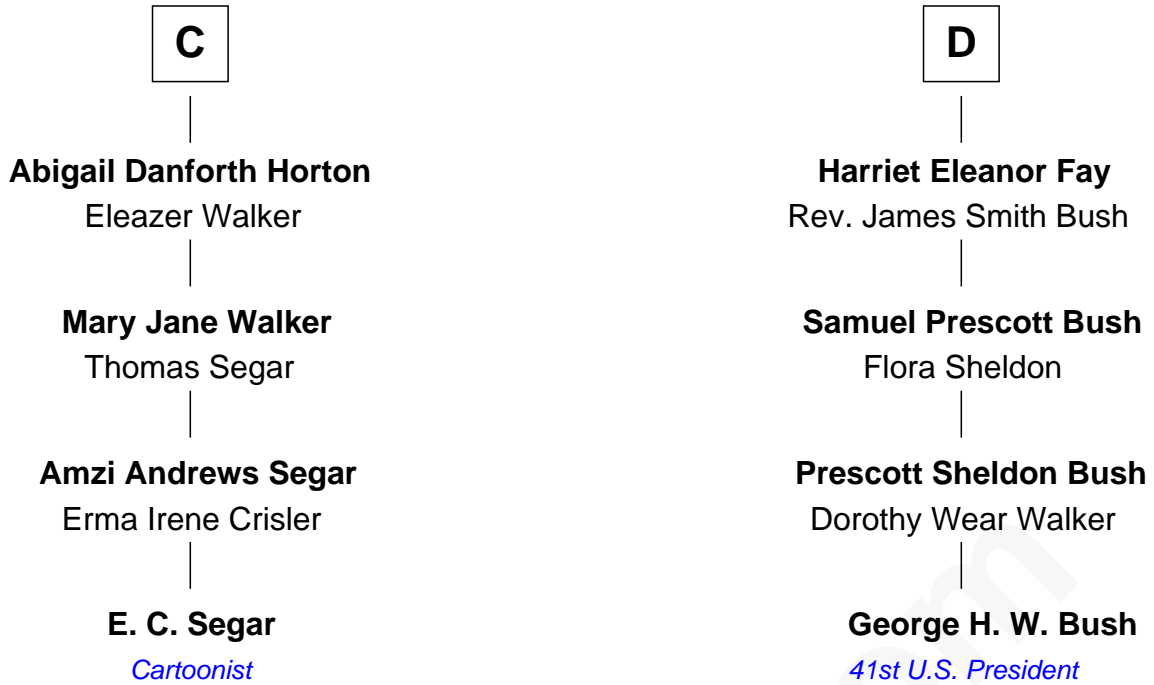 C
D
Abigail Danforth Horton
Eleazer Walker
Harriet Eleanor Fay
Rev. James Smith Bush
Mary Jane Walker
Thomas Segar
Samuel Prescott Bush
Flora Sheldon
Amzi Andrews Segar
Erma Irene Crisler
Prescott Sheldon Bush
Dorothy Wear Walker
E. C. Segar
Cartoonist
George H. W. Bush
41st U.S. President